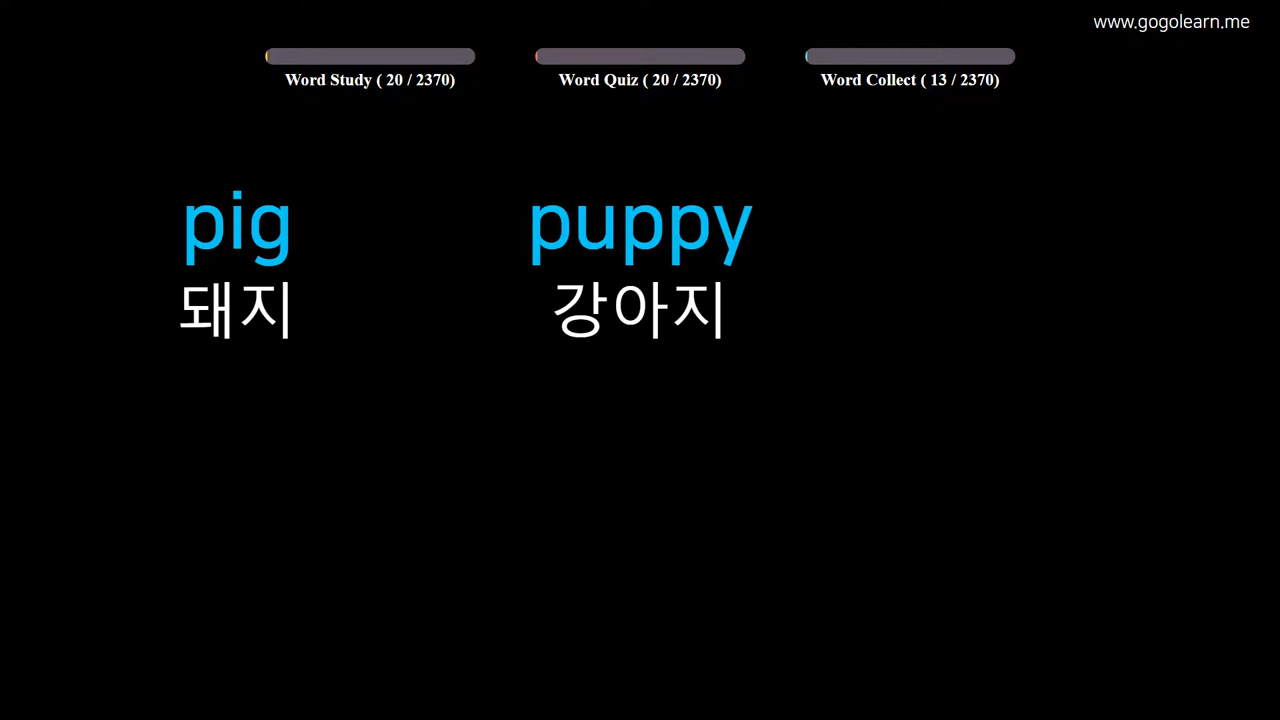 www.gogolearn.me
Word Study ( 20 / 2370)
Word Quiz ( 20 / 2370)
Word Collect ( 13 / 2370)
pig
돼지
puppy
강아지